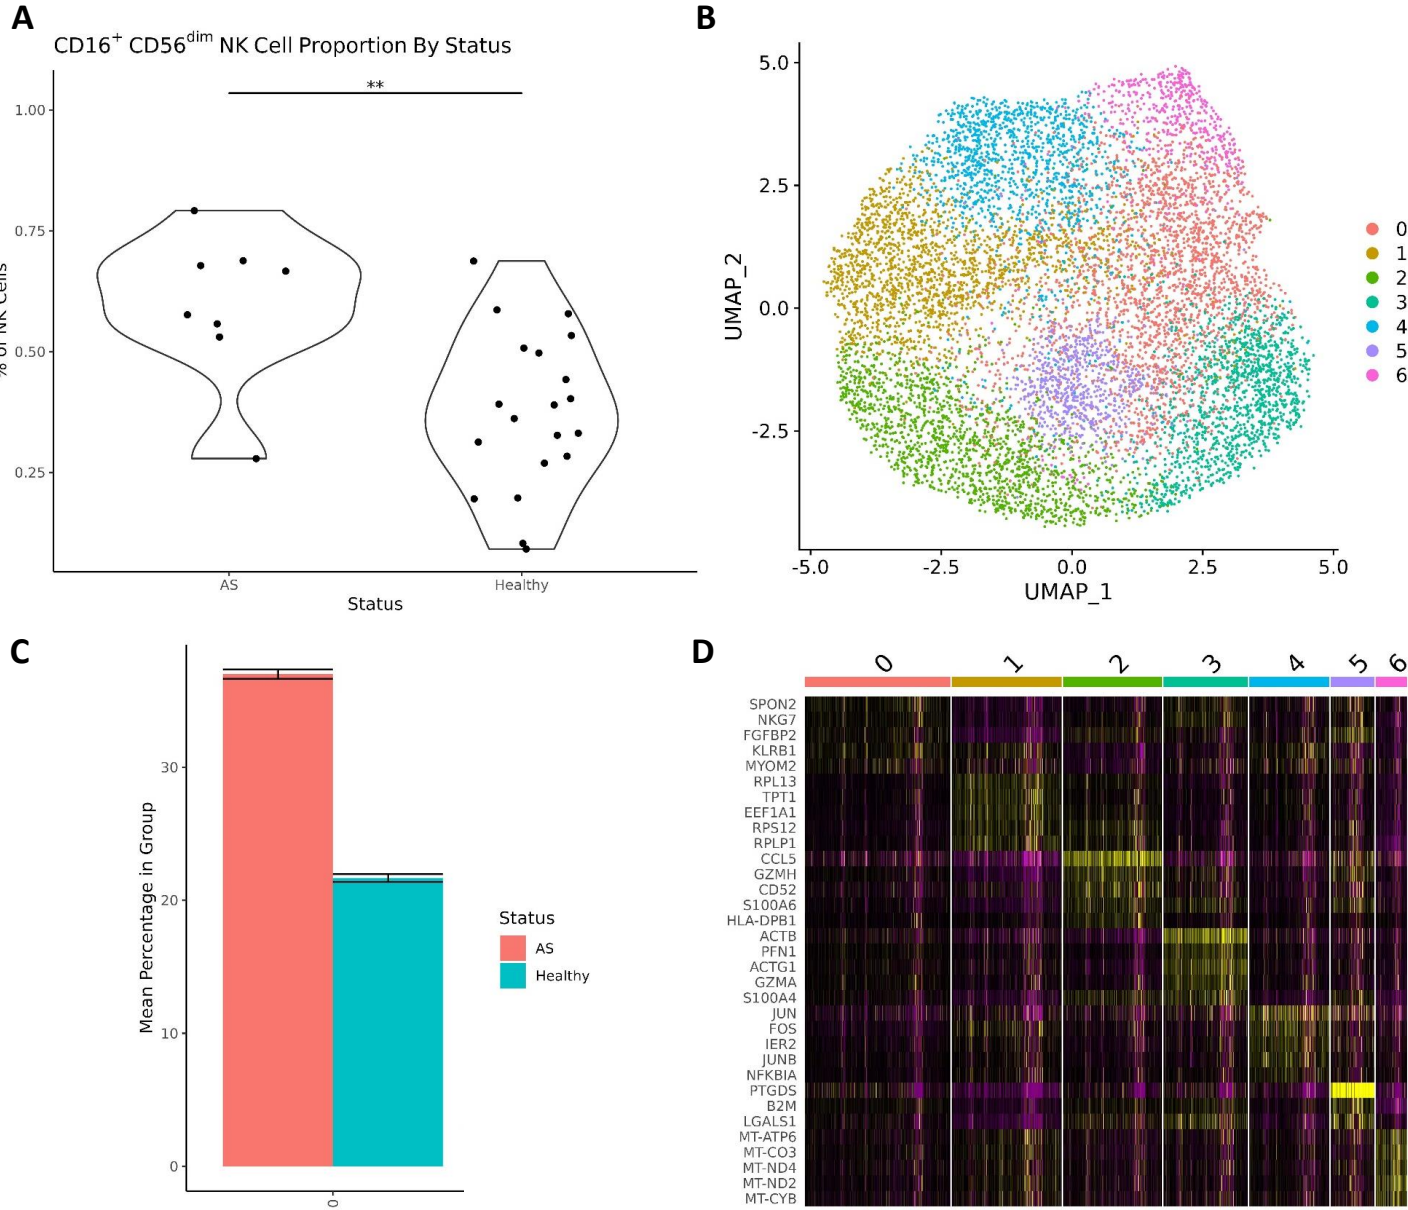 A
CD16+ CD56dim NK Cell Proportion By Status
**
1.00
0.75
0.50
0.25
AS
Healthy
Status
B
5.0
2.5
0.0
-2.5
UMAP_2
-5.0
-2.5
0.0
2.5
5.0
UMAP_1
0
1
2
3
4
5
6
C
Mean Percentage in Group
30
20
10
0
0
Status
AS
Healthy
D
0 1 2 3 4 5 6
SPON2
NKG7
FGFBP2
KLRB1
MYOM2
RPL13
TPT1
EEF1A1
RPS12
RPLP1
CCL5
GZMH
CD52
S100A6
HLA-DPB1
ACTB
PFN1
ACTG1
GZMA
S100A4
JUN
FOS
IER2
JUNB
NFKBIA
PTGDS
B2M
LGALS1
MT-ATP6
MT-CO3
MT-ND4
MT-ND2
MT-CYB